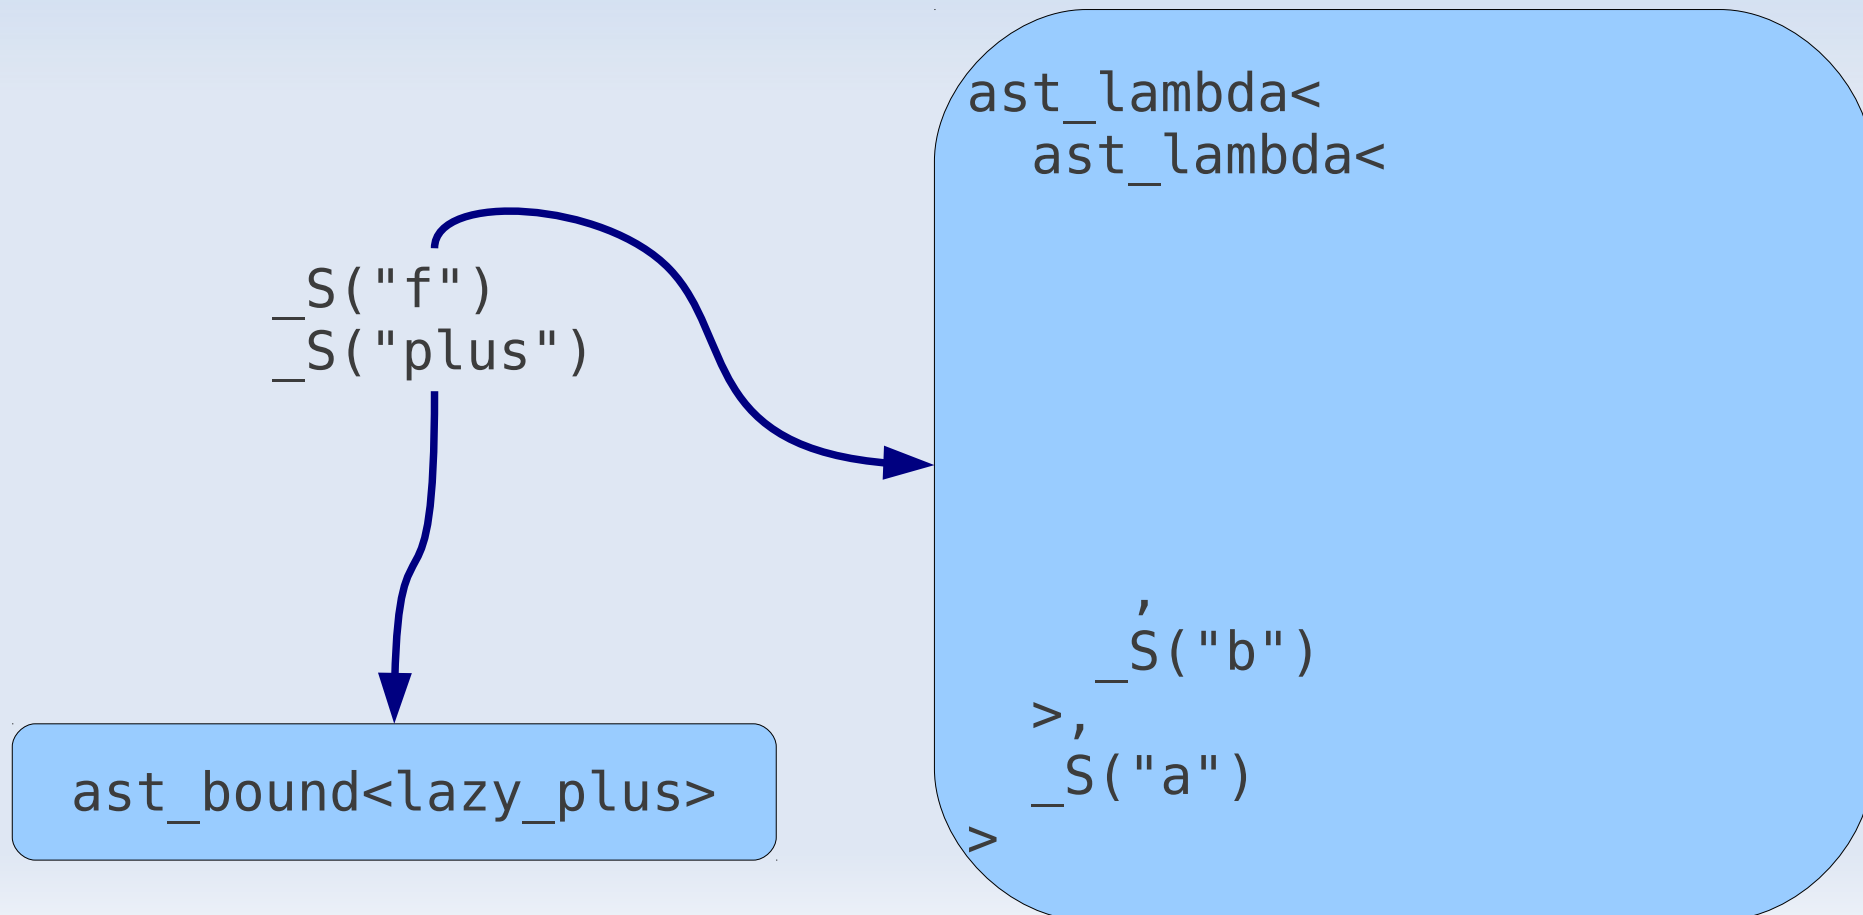 _S("f")
_S("plus")
ast_bound<lazy_plus>
ast_lambda<
  ast_lambda<
     ,
    _S("b")
  >,
  _S("a")
>